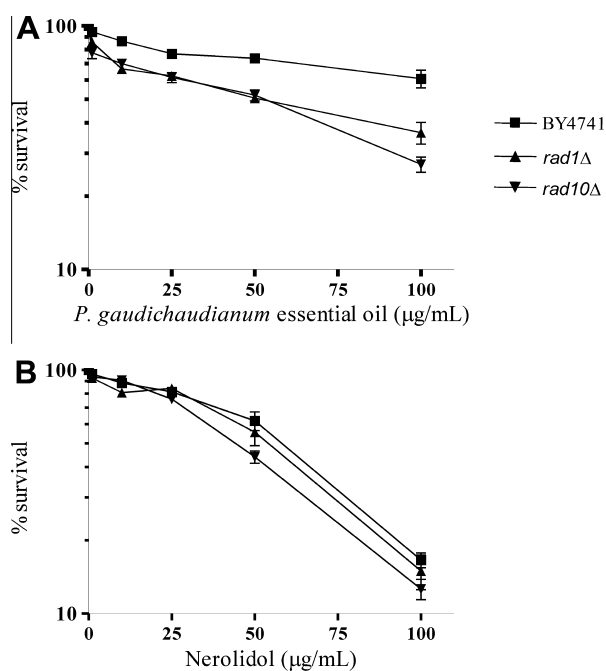 A
100
10
% survival
0 25 50 75 100
P. gaudichaudianum essential oil (μg/mL)
BY4741
rad1Δ
rad10Δ
B
100
10
% survival
0 25 50 75 100
Nerolidol (μg/mL)